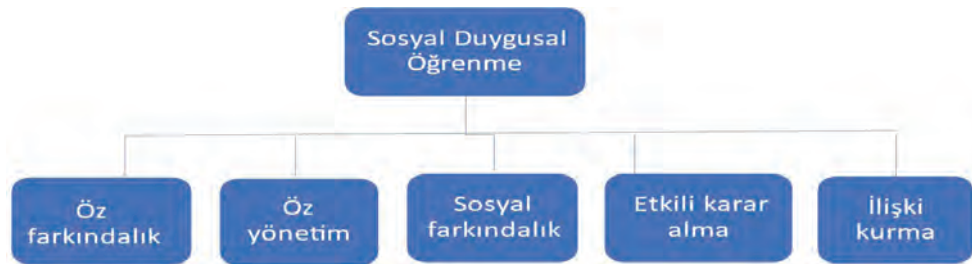 Sosyal Duygusal
Öğrenme
Öz
farkındalık
Öz
yönetim
Sosyal
farkındalık
Etkili karar
alma
İlişki
kurma